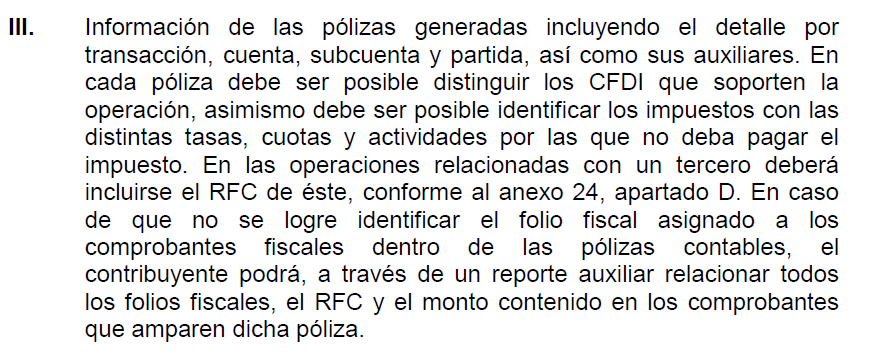 III. Información de las pólizas generadas incluyendo el detalle por
transacción, cuenta, subcuenta y partida, así como sus auxiliares. En
cada póliza debe ser posible distinguir los CFDI que soporten la
operación, asimismo debe ser posible identificar los impuestos con las
distintas tasas, cuotas y actividades por las que no deba pagar el
impuesto. En las operaciones relacionadas con un tercero deberá
incluirse el RFC de éste, conforme al anexo 24, apartado D. En caso
de que no se logre identificar el folio fiscal asignado a los
comprobantes fiscales dentro de las pólizas contables, el
contribuyente podrá, a través de un reporte auxiliar relacionar todos
los folios fiscales, el RFC y el monto contenido en los comprobantes
que amparen dicha póliza.